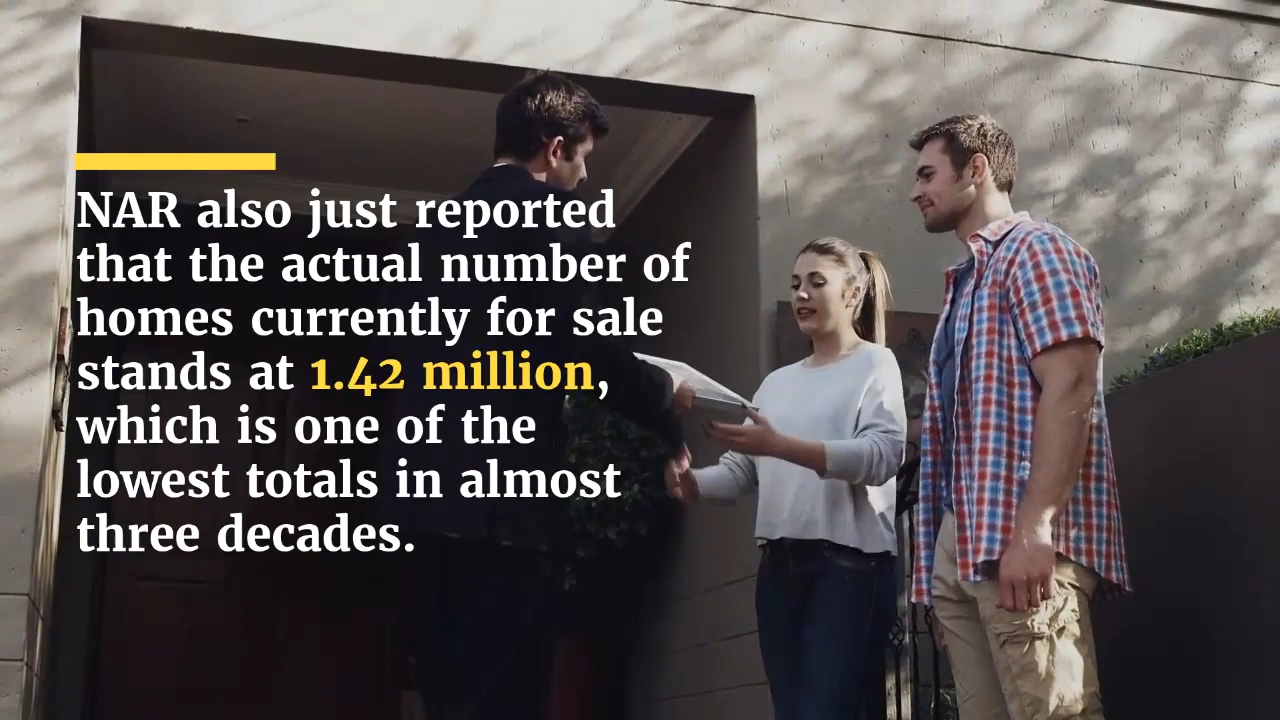 NAR also just reported
that the actual number of
homes currently for sale
stands at 1.42 million,
which is one of the
lowest totals in almost
three decades.